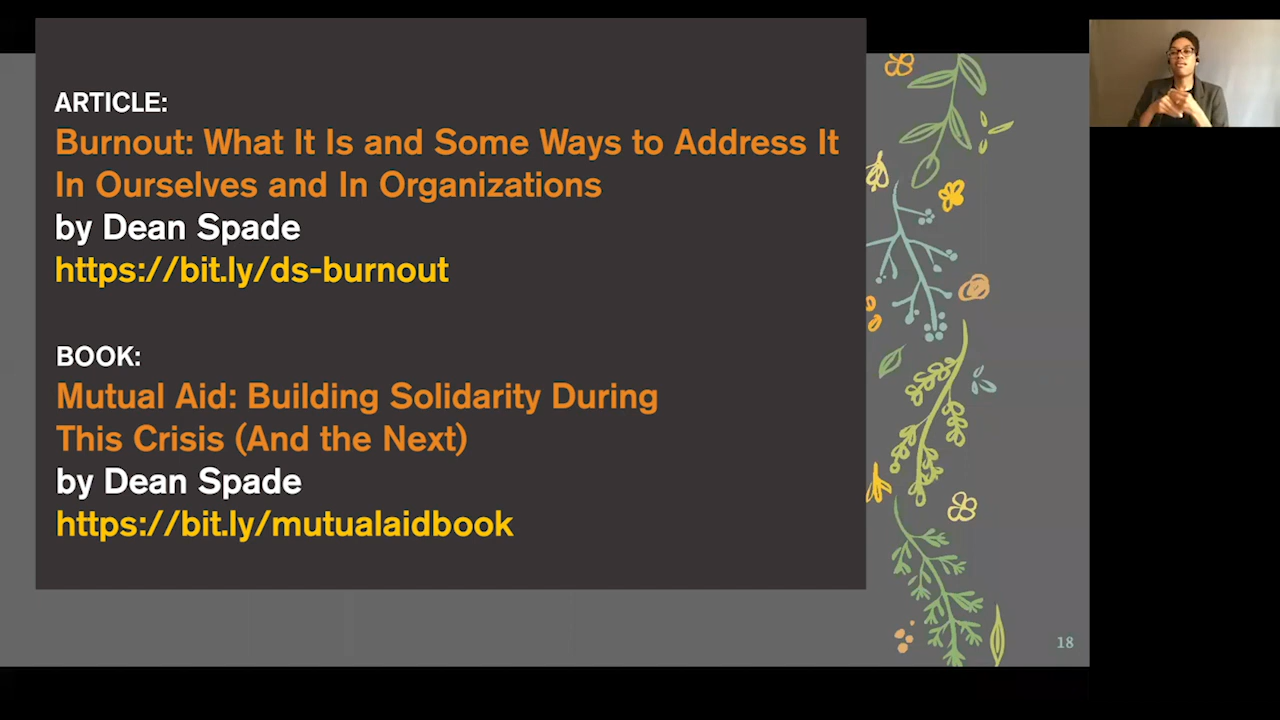 ARTICLE:
Burnout: What It Is and Some Ways to Address It
In Ourselves and In Organizations
by Dean Spade
https://bit.ly/ds-burnout
BOOK:
Mutual Aid: Building Solidarity During
This Crisis (And the Next)
by Dean Spade
https://bit.ly/mutualaidbook
18